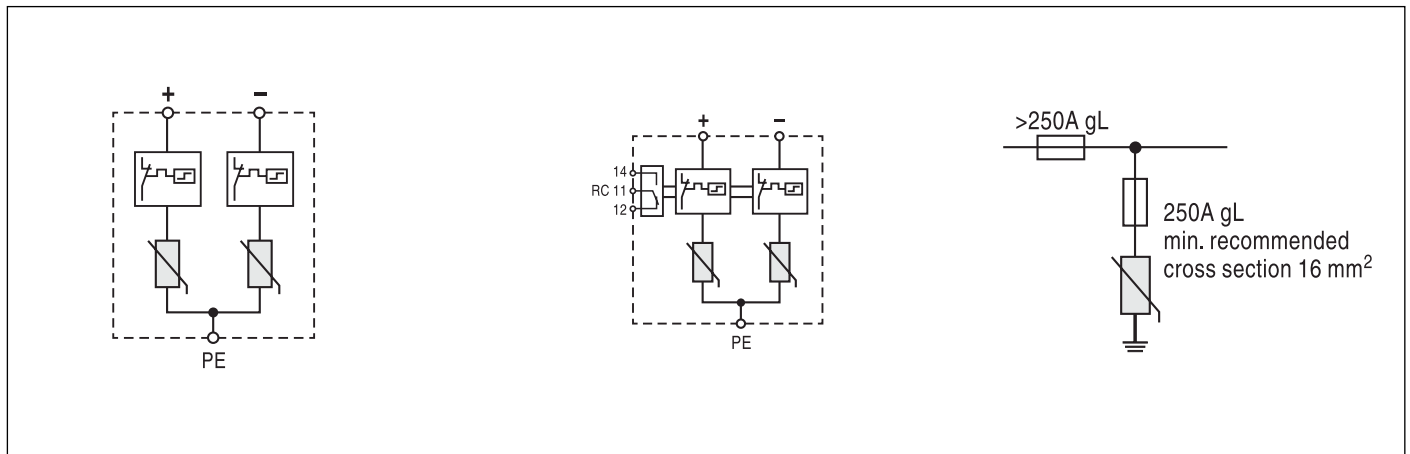 + −
PE
+ −
14
RC 11
12
PE
>250A gL
250A gL
min. recommended
cross section 16 mm²